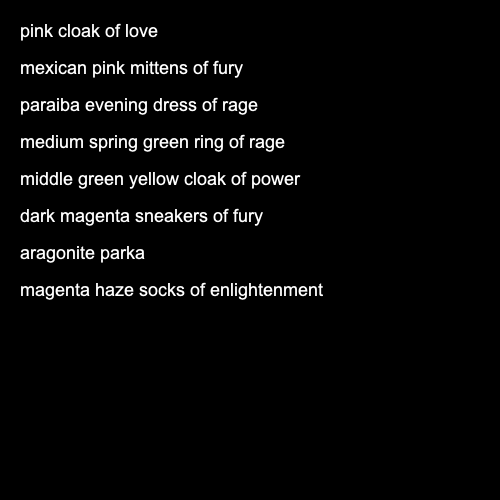 pink cloak of love
mexican pink mittens of fury
paraiba evening dress of rage
medium spring green ring of rage
middle green yellow cloak of power
dark magenta sneakers of fury
aragonite parka
magenta haze socks of enlightenment